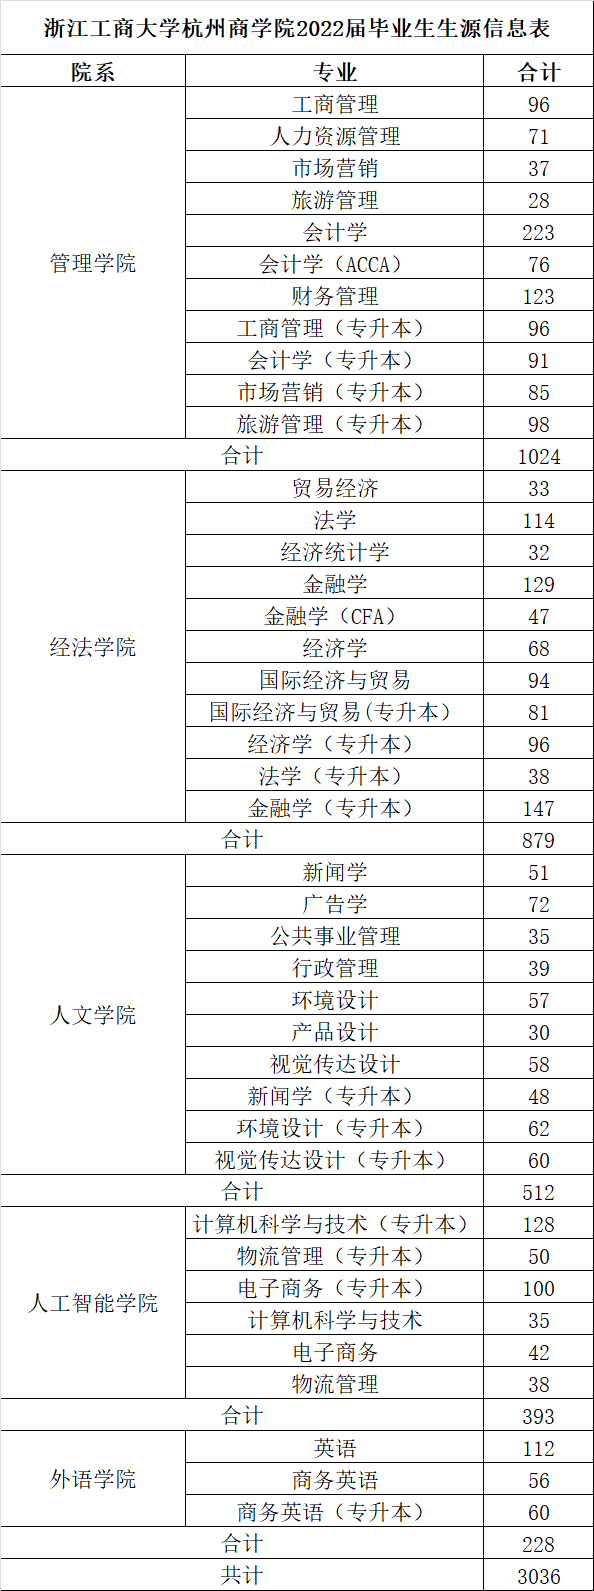 浙江工商大学杭州商学院2022届毕业生生源信息表
院系 专业 合计
管理学院
工商管理 96
人力资源管理 71
市场营销 37
旅游管理 28
会计学 223
会计学（ACCA） 76
财务管理 123
工商管理（专升本） 96
会计学（专升本） 91
市场营销（专升本） 85
旅游管理（专升本） 98
合计 1024
经法学院
贸易经济 33
法学 114
经济统计学 32
金融学 129
金融学（CFA） 47
经济学 68
国际经济与贸易 94
国际经济与贸易(专升本） 81
经济学（专升本） 96
法学（专升本） 38
金融学（专升本） 147
合计 879
人文学院
新闻学 51
广告学 72
公共事业管理 35
行政管理 39
环境设计 57
产品设计 30
视觉传达设计 58
新闻学（专升本） 48
环境设计（专升本） 62
视觉传达设计（专升本） 60
合计 512
人工智能学院
计算机科学与技术（专升本） 128
物流管理（专升本） 50
电子商务（专升本） 100
计算机科学与技术 35
电子商务 42
物流管理 38
合计 393
外语学院
英语 112
商务英语 56
商务英语（专升本） 60
合计 228
共计 3036